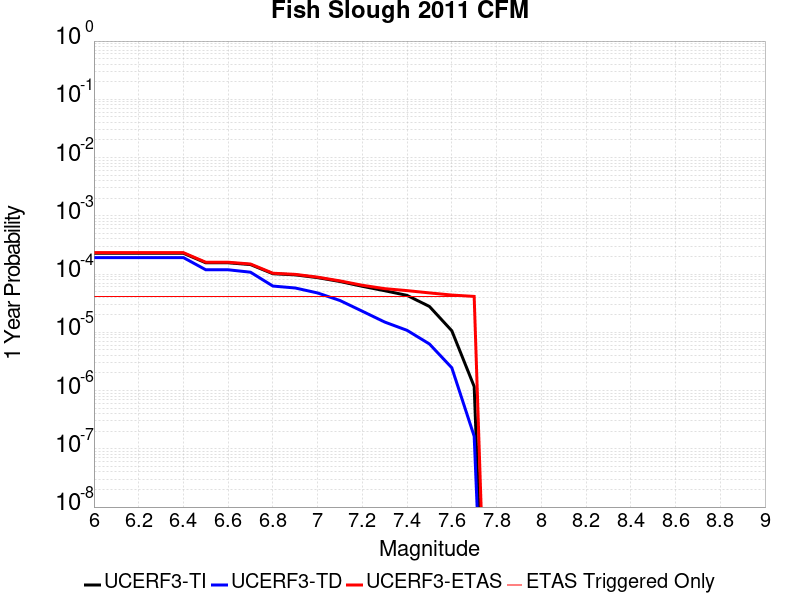 Fish Slough 2011 CFM
10^0
10^-1
10^-2
10^-3
10^-4
10^-5
10^-6
10^-7
10^-8
1 Year Probability
6 6.2 6.4 6.6 6.8 7 7.2 7.4 7.6 7.8 8 8.2 8.4 8.6 8.8 9
Magnitude
UCERF3-TI UCERF3-TD UCERF3-ETAS ETAS Triggered Only